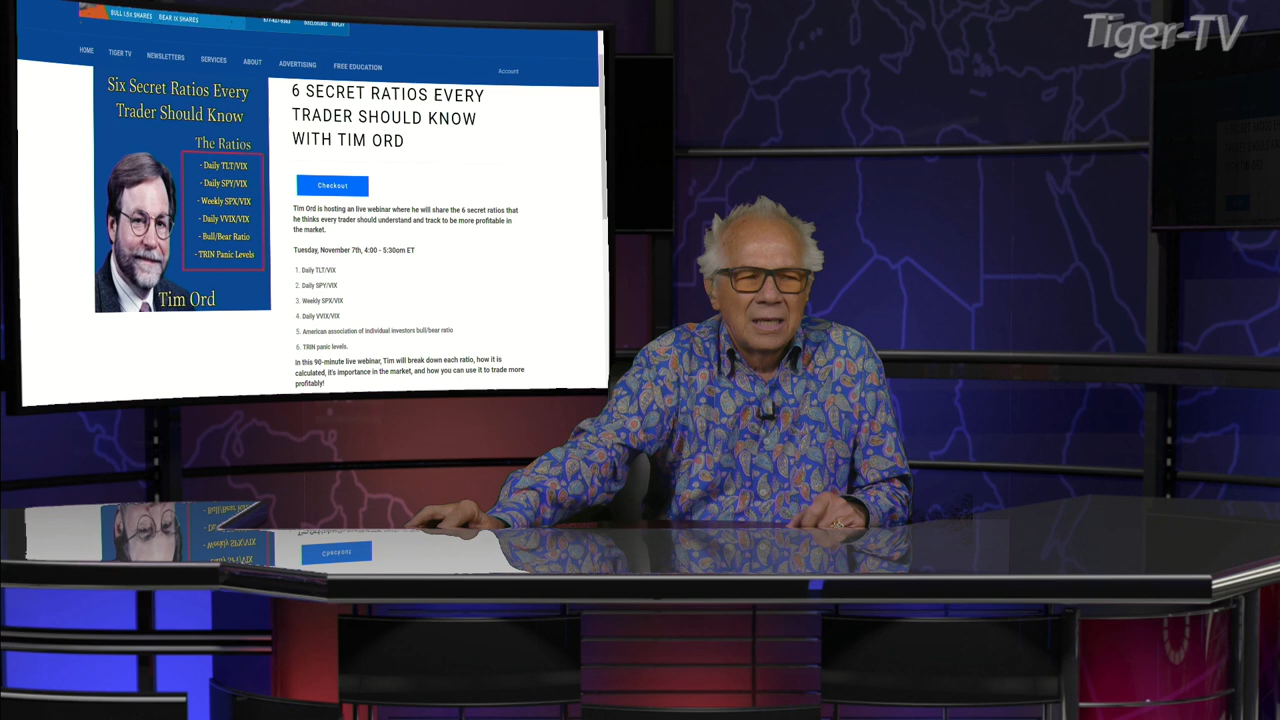 Tiger-TV
BULL 1.5X SHARES BEAR IX SHARES
877-927-9363 DISCLOSURES REPLAY
HOME TIGER TV NEWSLETTERS SERVICES ABOUT ADVERTISING FREE EDUCATION
Account
Six Secret Ratios Every
Trader Should Know
The Ratios
- Daily TLT/VIX
- Daily SPY/VIX
- Weekly SPX/VIX
- Daily VVIX/VIX
- Bull/Bear Ratio
- TRIN Panic Levels
Tim Ord
6 SECRET RATIOS EVERY
TRADER SHOULD KNOW
WITH TIM ORD
Checkout
Tim Ord is hosting an live webinar where he will share the 6 secret ratios that
he thinks every trader should understand and track to be more profitable in
the market.
Tuesday, November 7th, 4:00 - 5:30om ET
1. Daily TLT/VIX
2. Daily SPY/VIX
3. Weekly SPX/VIX
4. Daily VVIX/VIX
5. American association of individual investors bull/bear ratio
6. TRIN panic levels.
In this 90-minute live webinar, Tim will break down each ratio, how it is
calculated, it's importance in the market, and how you can use it to trade more
profitably!